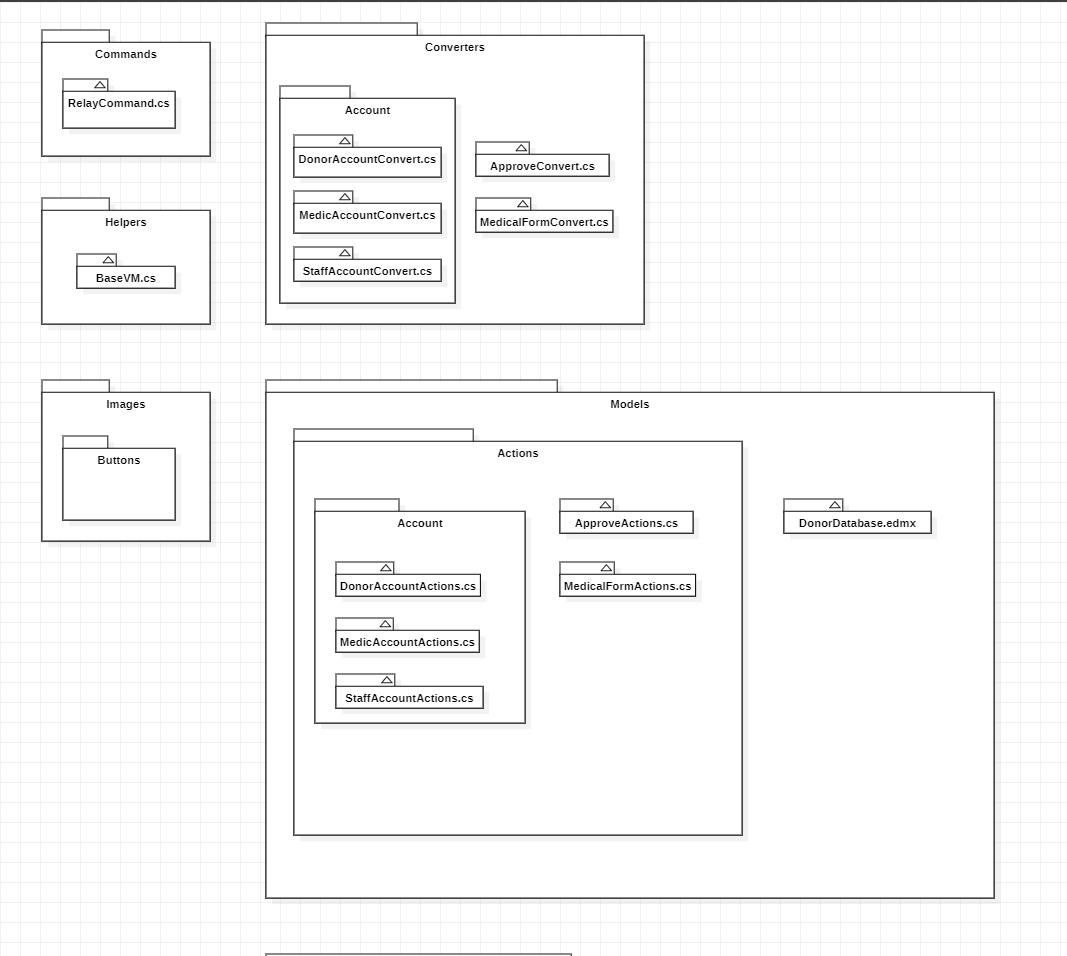 Commands
RelayCommand.cs
Converters
Account
DonorAccountConvert.cs
MedicAccountConvert.cs
StaffAccountConvert.cs
ApproveConvert.cs
MedicalFormConvert.cs
Helpers
BaseVM.cs
Images
Buttons
Models
Actions
Account
DonorAccountActions.cs
MedicAccountActions.cs
StaffAccountActions.cs
ApproveActions.cs
MedicalFormActions.cs
DonorDatabase.edmx